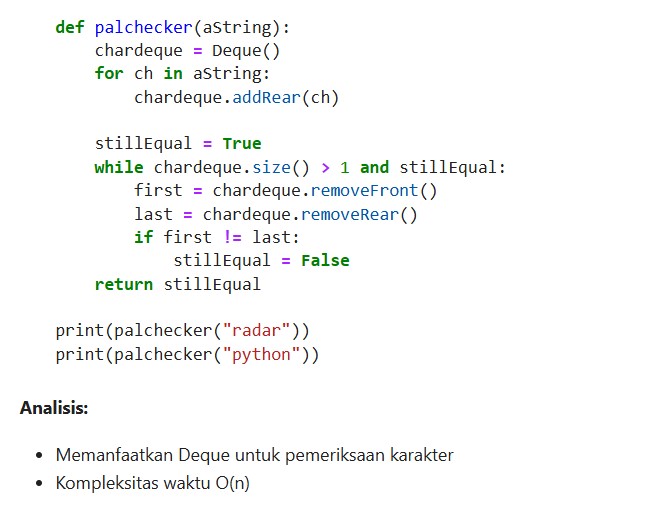 def palchecker(aString):
    chardeque = Deque()
    for ch in aString:
        chardeque.addRear(ch)

    stillEqual = True
    while chardeque.size() > 1 and stillEqual:
        first = chardeque.removeFront()
        last = chardeque.removeRear()
        if first != last:
            stillEqual = False
    return stillEqual

print(palchecker("radar"))
print(palchecker("python"))

Analisis:
• Memanfaatkan Deque untuk pemeriksaan karakter
• Kompleksitas waktu O(n)